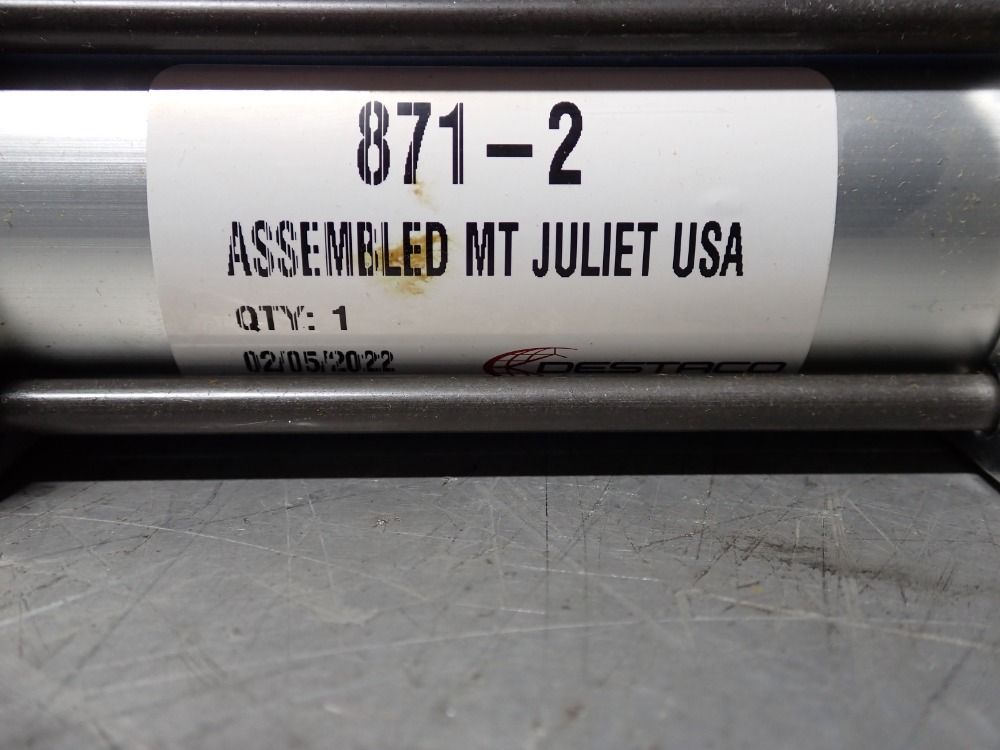 871-2
ASSEMBLED MT JULIET USA
QTY: 1
02/05/2022 DESTACO